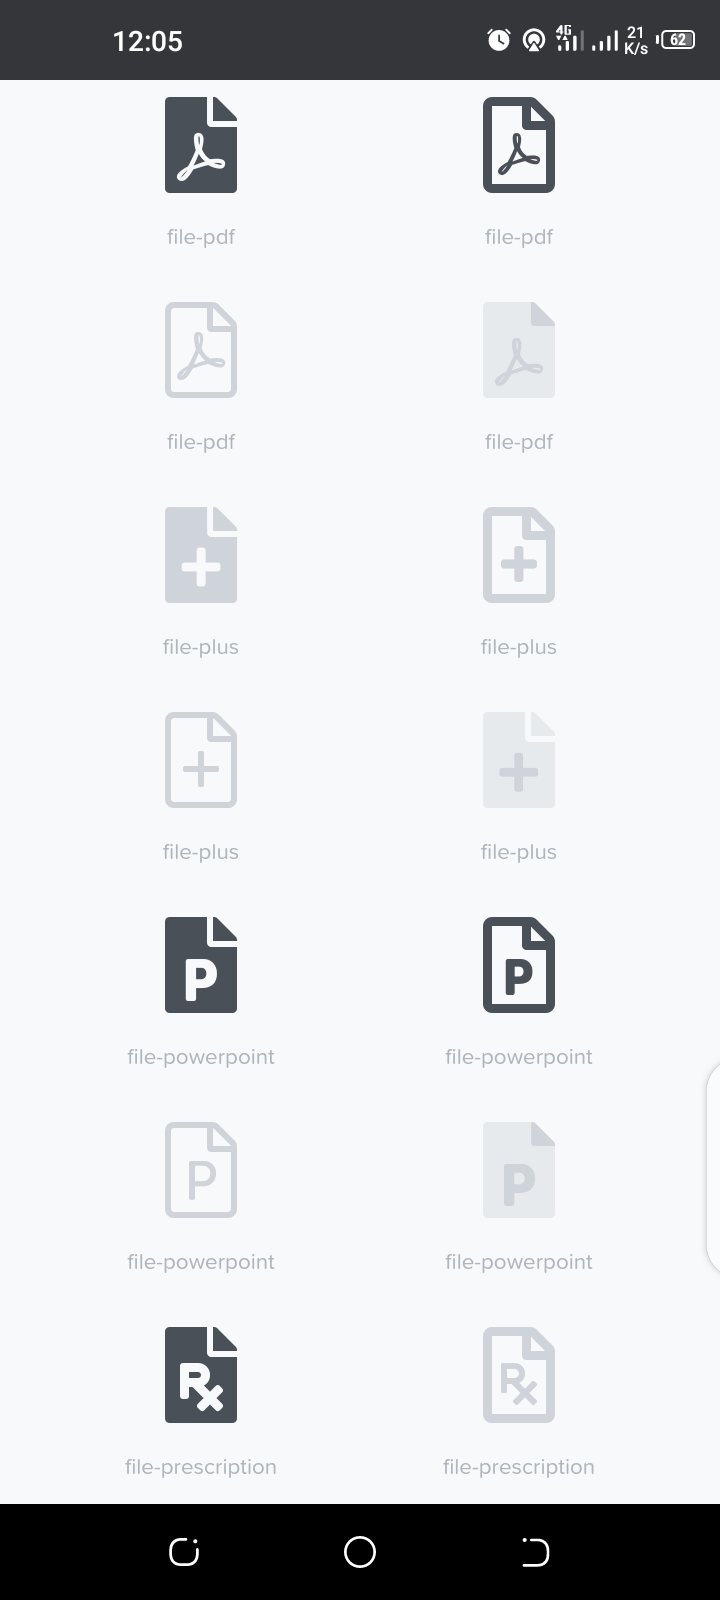 12:05
4G
21
K/s
62
file-pdf file-pdf
file-pdf file-pdf
file-plus file-plus
file-plus file-plus
P P
file-powerpoint file-powerpoint
P P
file-powerpoint file-powerpoint
Rx Rx
file-prescription file-prescription